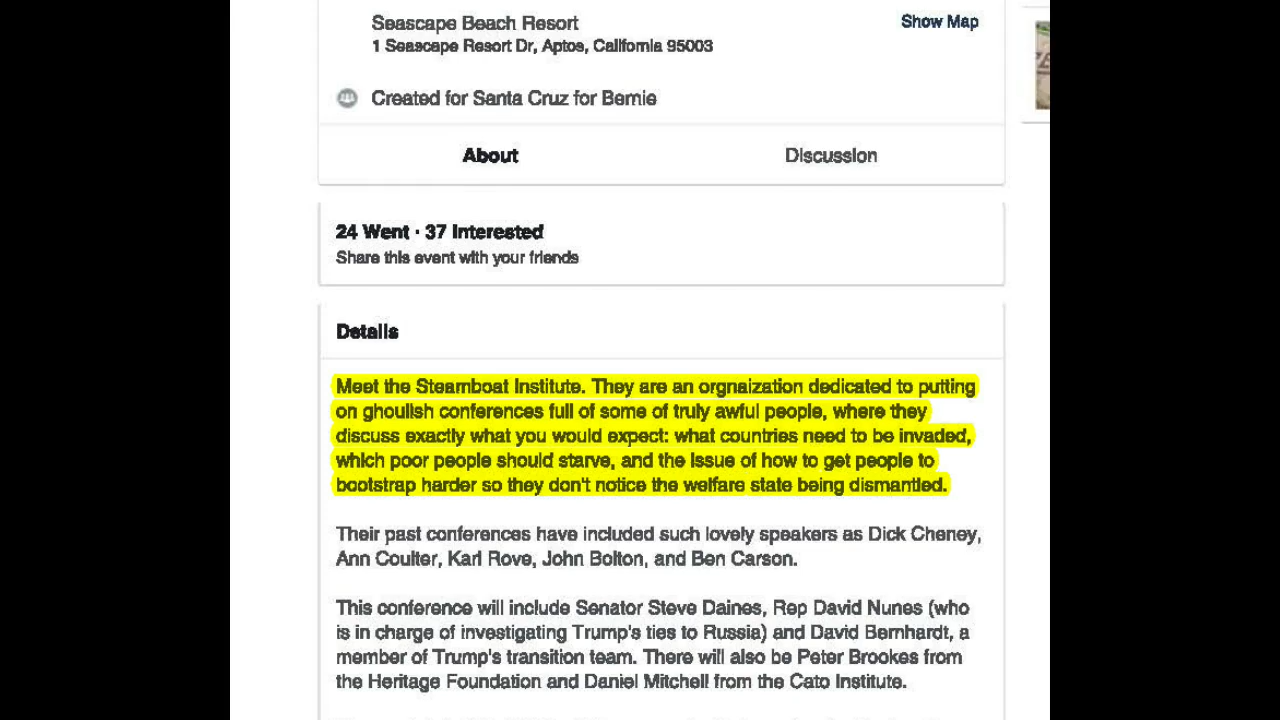 Seascape Beach Resort
Show Map
1 Seascape Resort Dr, Aptos, California 95003
Created for Santa Cruz for Bernie
About
Discussion
24 Went · 37 Interested
Share this event with your friends
Details
Meet the Steamboat Institute. They are an orgnaization dedicated to putting
on ghoulish conferences full of some of truly awful people, where they
discuss exactly what you would expect: what countries need to be invaded,
which poor people should starve, and the issue of how to get people to
bootstrap harder so they don't notice the welfare state being dismantled.
Their past conferences have included such lovely speakers as Dick Cheney,
Ann Coulter, Karl Rove, John Bolton, and Ben Carson.
This conference will include Senator Steve Daines, Rep David Nunes (who
is in charge of investigating Trump's ties to Russia) and David Bernhardt, a
member of Trump's transition team. There will also be Peter Brookes from
the Heritage Foundation and Daniel Mitchell from the Cato Institute.